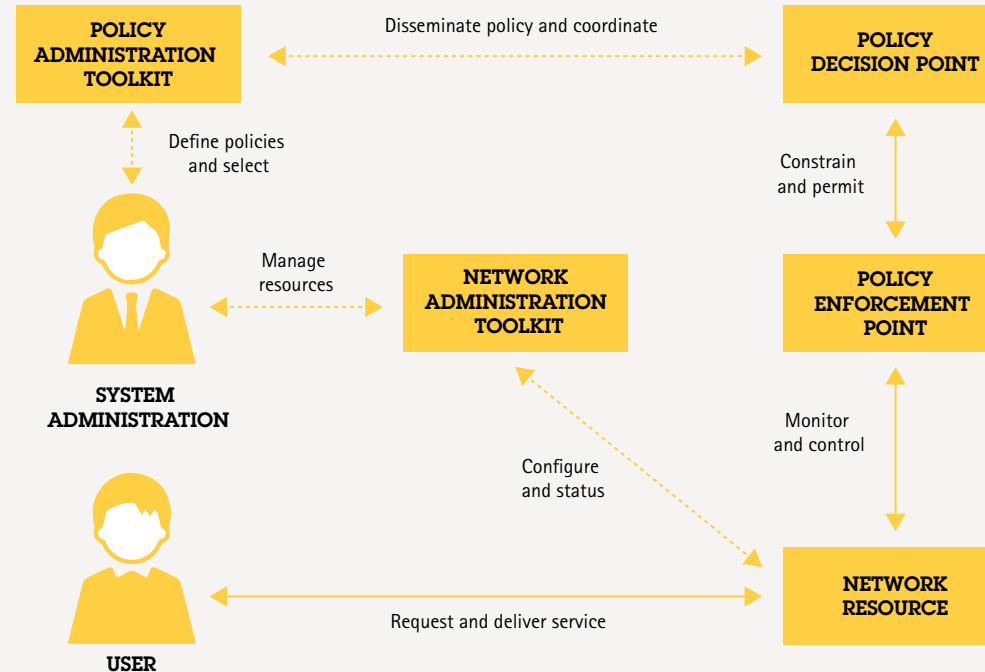 POLICY
ADMINISTRATION
TOOLKIT
Disseminate policy and coordinate
POLICY
DECISION POINT
Define policies
and select
Constrain
and permit
Manage
resources
NETWORK
ADMINISTRATION
TOOLKIT
POLICY
ENFORCEMENT
POINT
SYSTEM
ADMINISTRATION
Monitor
and control
Configure
and status
NETWORK
RESOURCE
Request and deliver service
USER